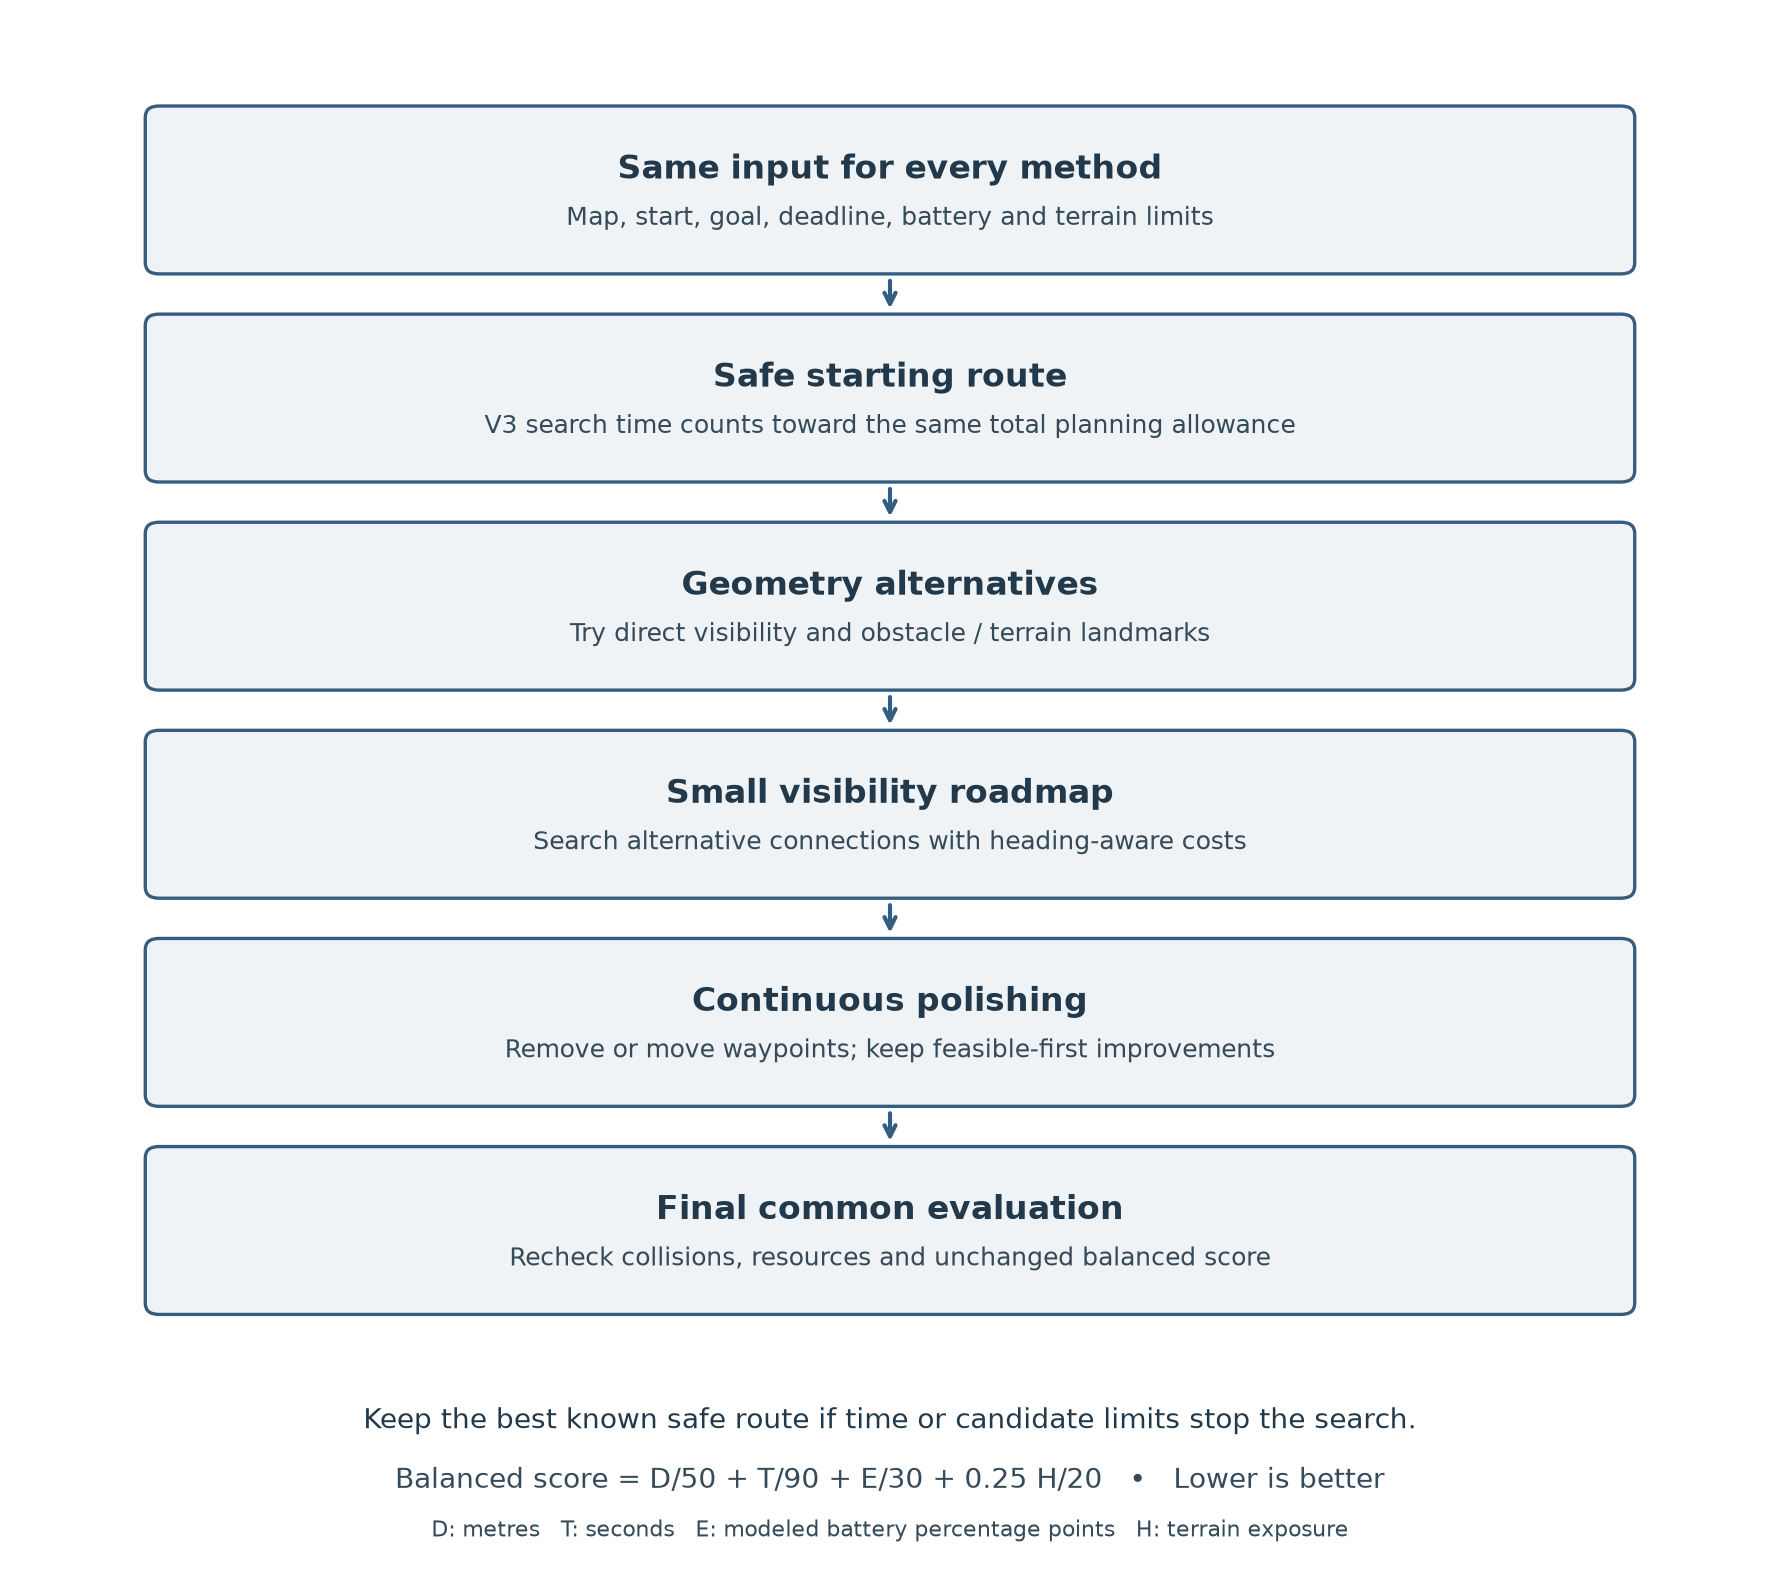 Same input for every method
Map, start, goal, deadline, battery and terrain limits
Safe starting route
V3 search time counts toward the same total planning allowance
Geometry alternatives
Try direct visibility and obstacle / terrain landmarks
Small visibility roadmap
Search alternative connections with heading-aware costs
Continuous polishing
Remove or move waypoints; keep feasible-first improvements
Final common evaluation
Recheck collisions, resources and unchanged balanced score
Keep the best known safe route if time or candidate limits stop the search.
Balanced score = D/50 + T/90 + E/30 + 0.25 H/20 • Lower is better
D: metres T: seconds E: modeled battery percentage points H: terrain exposure